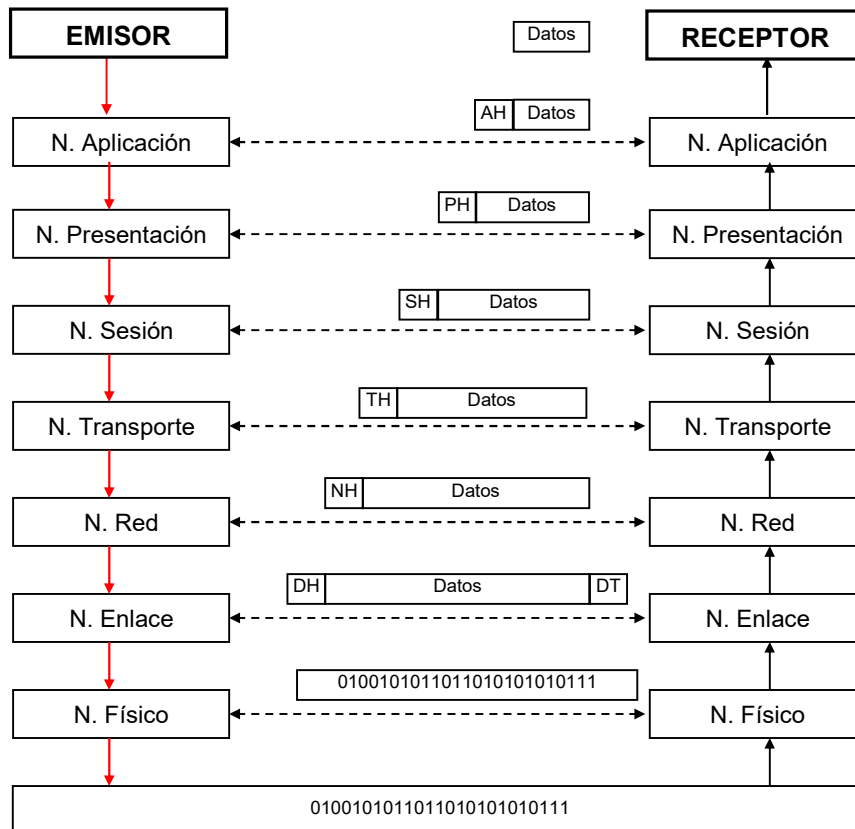 EMISOR Datos RECEPTOR
AH Datos
N. Aplicación N. Aplicación
PH Datos
N. Presentación N. Presentación
SH Datos
N. Sesión N. Sesión
TH Datos
N. Transporte N. Transporte
NH Datos
N. Red N. Red
DH Datos DT
N. Enlace N. Enlace
0100101011011010101010111
N. Físico N. Físico
0100101011011010101010111